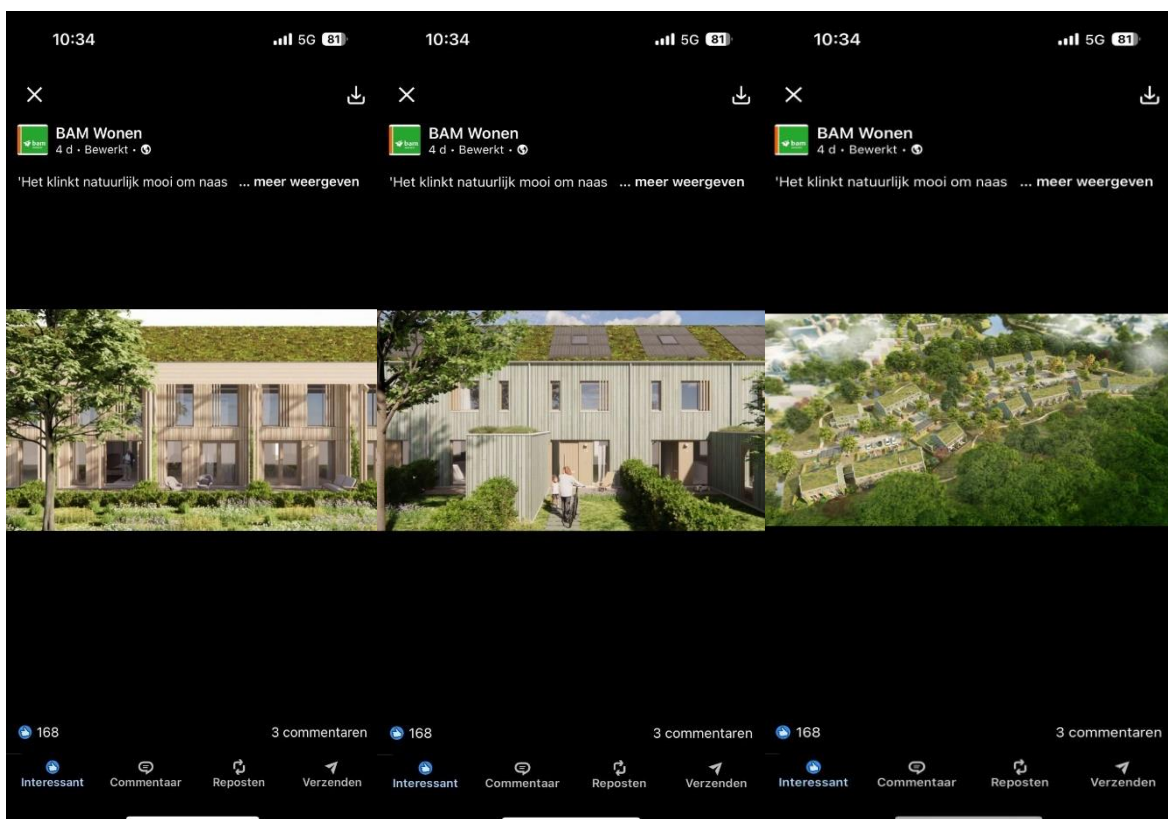 10:34
5G 81
BAM Wonen
4 d • Bewerkt •
'Het klinkt natuurlijk mooi om naas ... meer weergeven
168
3 commentaren
Interessant
Commentaar
Reposten
Verzenden
10:34
5G 81
BAM Wonen
4 d • Bewerkt •
'Het klinkt natuurlijk mooi om naas ... meer weergeven
168
3 commentaren
Interessant
Commentaar
Reposten
Verzenden
10:34
5G 81
BAM Wonen
4 d • Bewerkt •
'Het klinkt natuurlijk mooi om naas ... meer weergeven
168
3 commentaren
Interessant
Commentaar
Reposten
Verzenden